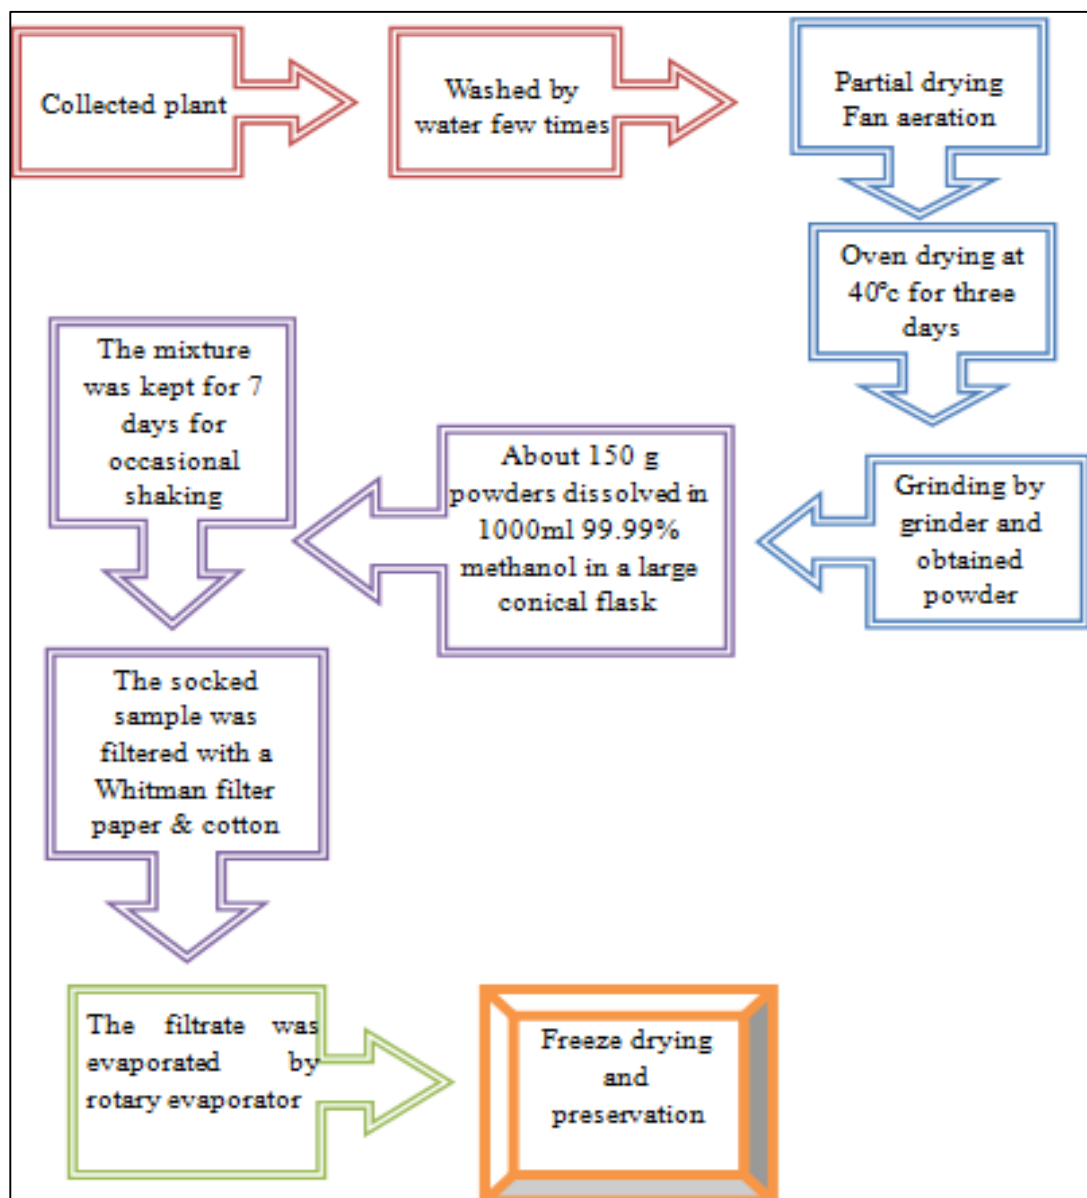 Collected plant
Washed by
water few times
Partial drying
Fan aeration
Oven drying at
40°c for three
days
Grinding by
grinder and
obtained
powder
About 150 g
powders dissolved in
1000ml 99.99%
methanol in a large
conical flask
The mixture
was kept for 7
days for
occasional
shaking
The socked
sample was
filtered with a
Whitman filter
paper & cotton
The filtrate was
evaporated by
rotary evaporator
Freeze drying
and
preservation